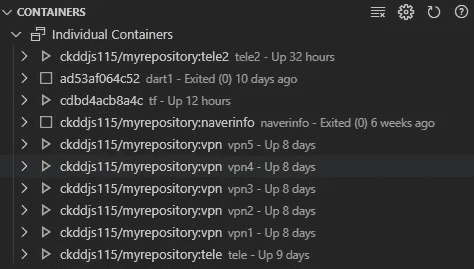 CONTAINERS
Individual Containers
ckddjs115/myrepository:tele2 tele2 - Up 32 hours
ad53af064c52 dart1 - Exited (0) 10 days ago
cdbd4acb8a4c tf - Up 12 hours
ckddjs115/myrepository:naverinfo naverinfo - Exited (0) 6 weeks ago
ckddjs115/myrepository:vpn vpn5 - Up 8 days
ckddjs115/myrepository:vpn vpn4 - Up 8 days
ckddjs115/myrepository:vpn vpn3 - Up 8 days
ckddjs115/myrepository:vpn vpn2 - Up 8 days
ckddjs115/myrepository:vpn vpn1 - Up 8 days
ckddjs115/myrepository:tele tele - Up 9 days